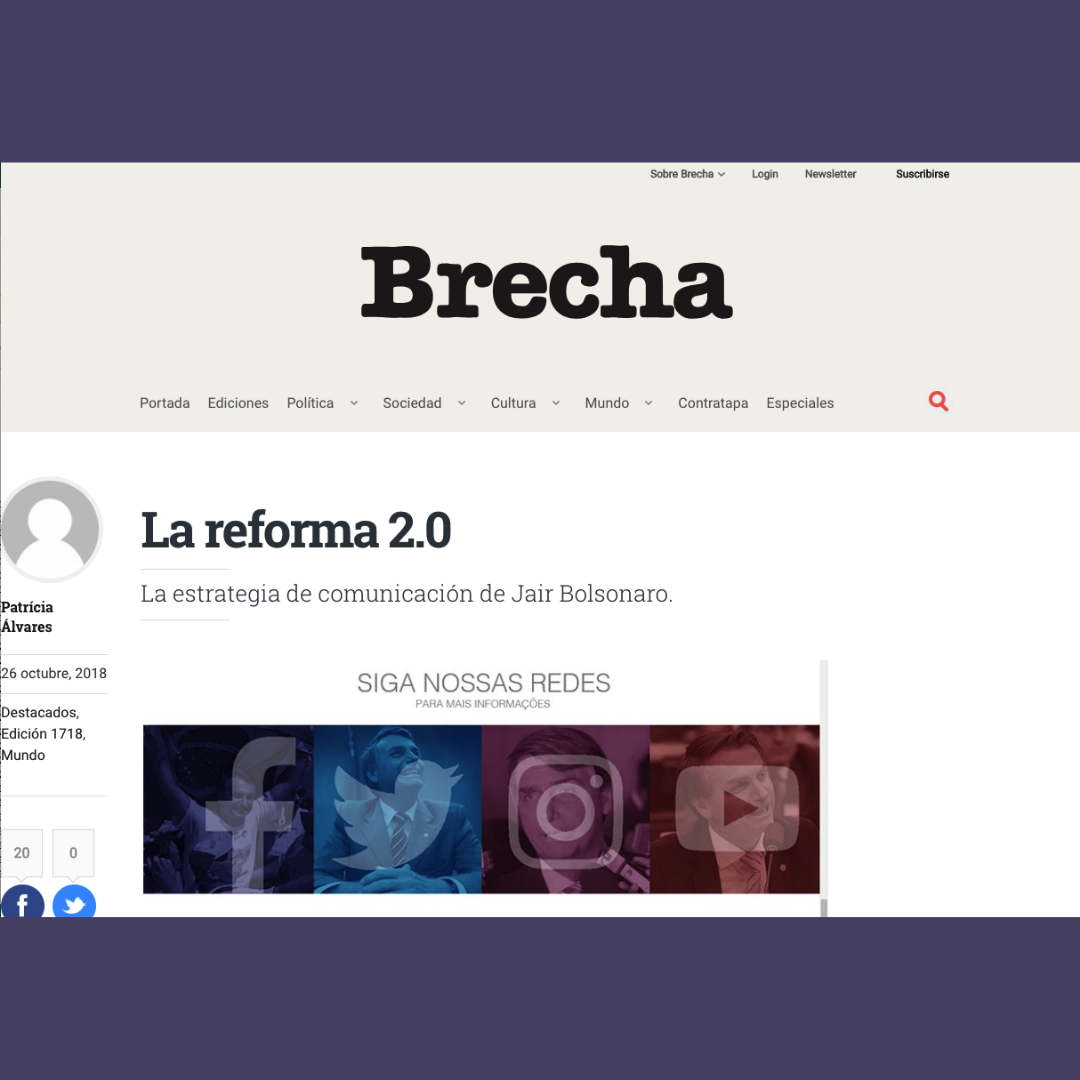 Sobre Brecha Login Newsletter Suscribirse
Brecha
Portada Ediciones Política Sociedad Cultura Mundo Contratapa Especiales
La reforma 2.0
La estrategia de comunicación de Jair Bolsonaro.
Patrícia
Álvares
26 octubre, 2018
Destacados,
Edición 1718,
Mundo
20 0
SIGA NOSSAS REDES
PARA MAIS INFORMAÇÕES